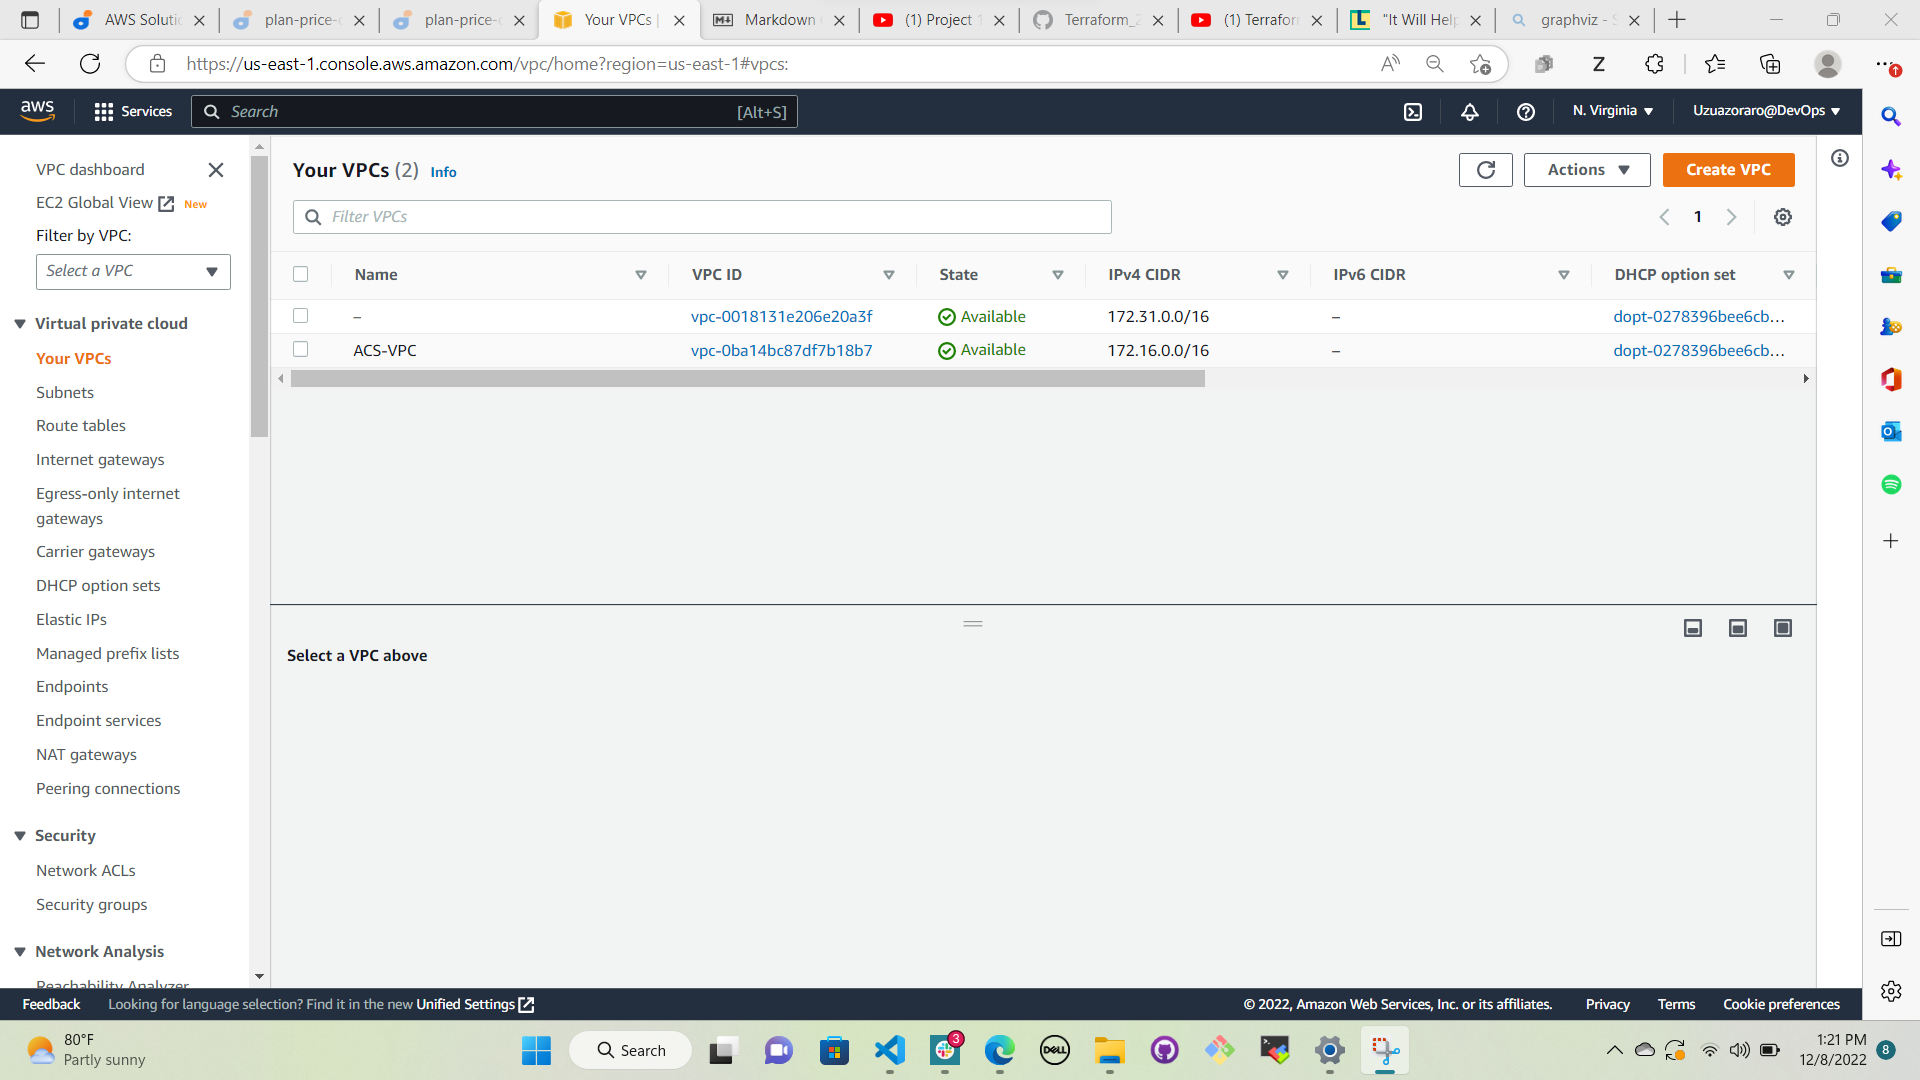 AWS Soluti
plan-price-
plan-price-
Your VPCs |
Markdown
(1) Project 1
Terraform_2
(1) Terrafor
"It Will Help
graphviz - S
https://us-east-1.console.aws.amazon.com/vpc/home?region=us-east-1#vpcs:
aws
Services
Search
[Alt+S]
N. Virginia
Uzuazoraro@DevOps
VPC dashboard
EC2 Global View New
Filter by VPC:
Select a VPC
Virtual private cloud
Your VPCs
Subnets
Route tables
Internet gateways
Egress-only internet
gateways
Carrier gateways
DHCP option sets
Elastic IPs
Managed prefix lists
Endpoints
Endpoint services
NAT gateways
Peering connections
Security
Network ACLs
Security groups
Network Analysis
Reachability Analyzer
Your VPCs (2) Info
Actions
Create VPC
Filter VPCs
1
Name VPC ID State IPv4 CIDR IPv6 CIDR DHCP option set
– vpc-0018131e206e20a3f Available 172.31.0.0/16 – dopt-0278396bee6cb...
ACS-VPC vpc-0ba14bc87df7b18b7 Available 172.16.0.0/16 – dopt-0278396bee6cb...
Select a VPC above
Feedback Looking for language selection? Find it in the new Unified Settings © 2022, Amazon Web Services, Inc. or its affiliates. Privacy Terms Cookie preferences
80°F
Partly sunny
Search
3
DELL
1:21 PM
12/8/2022
8